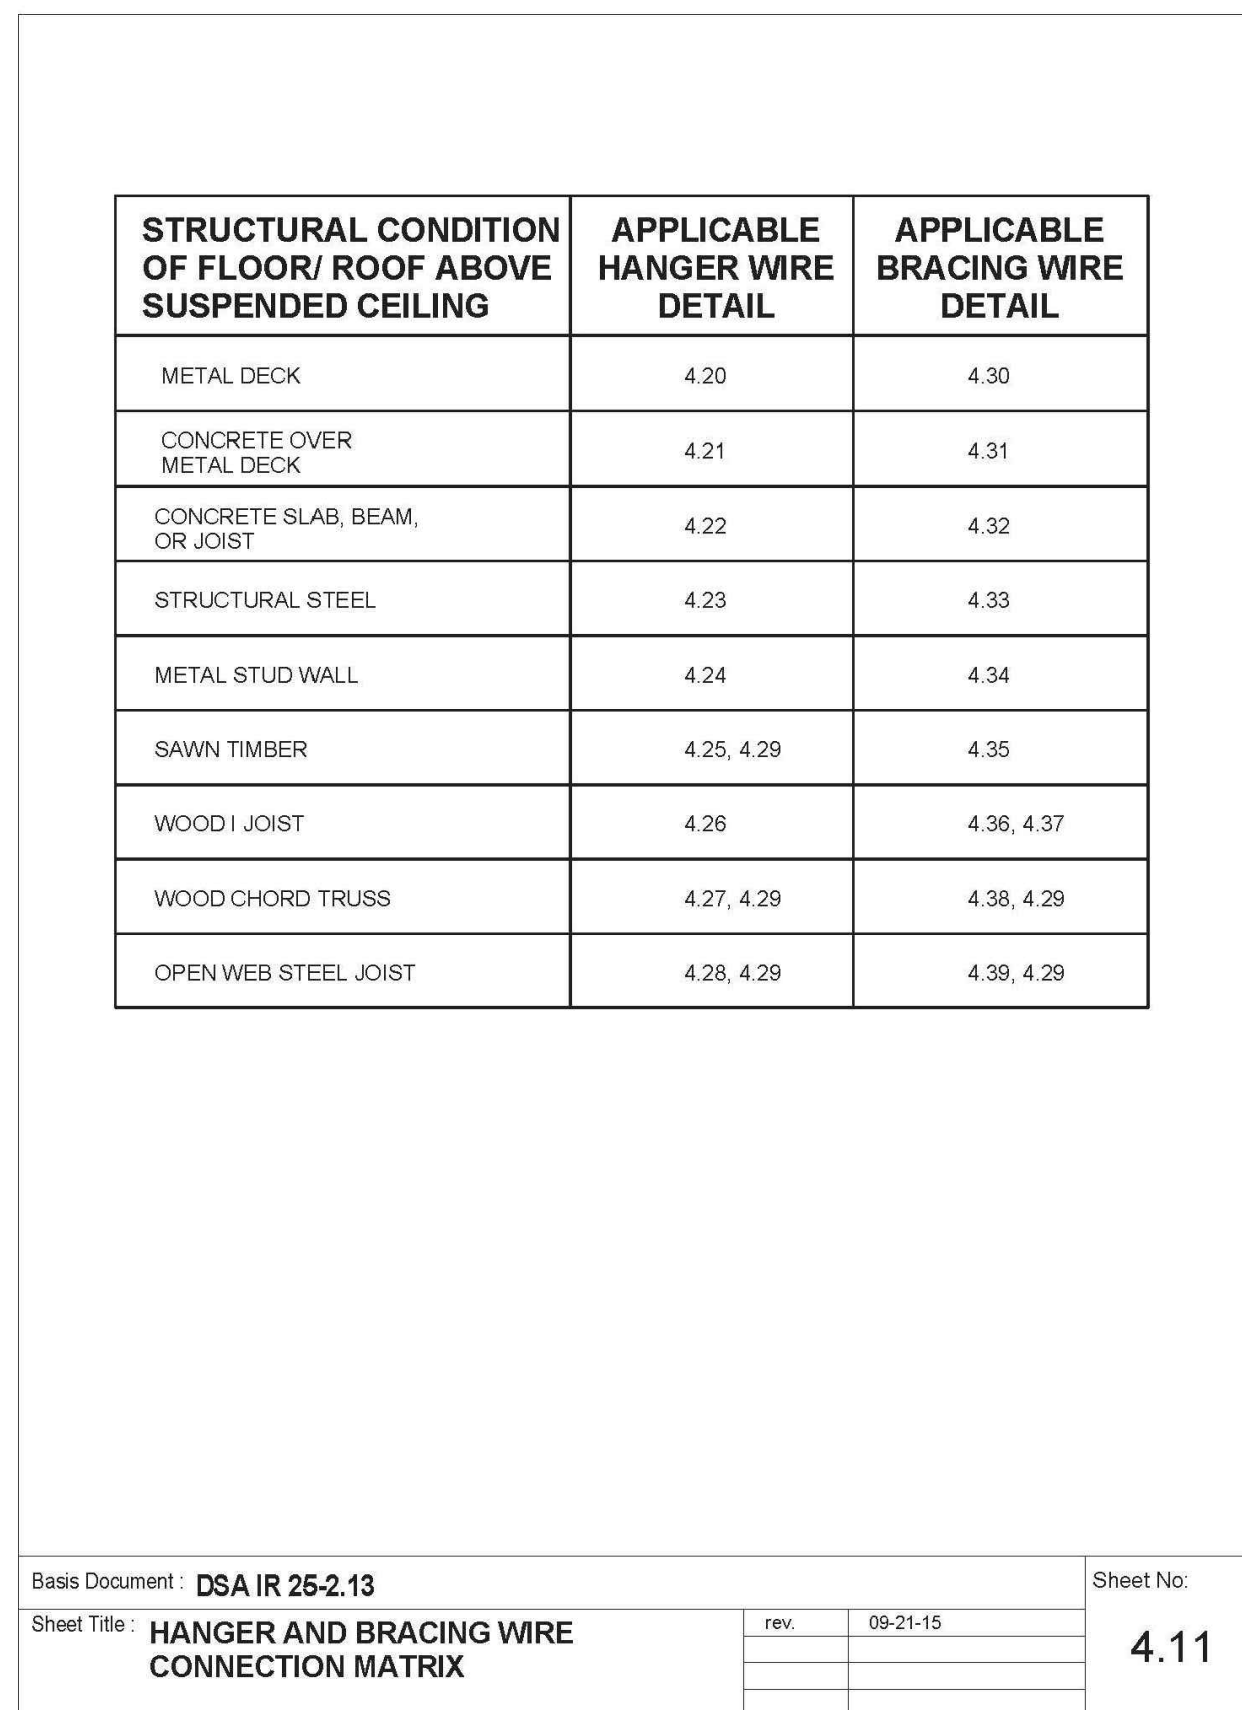 STRUCTURAL CONDITION
OF FLOOR/ ROOF ABOVE
SUSPENDED CEILING
APPLICABLE
HANGER WIRE
DETAIL
APPLICABLE
BRACING WIRE
DETAIL
METAL DECK
4.20
4.30
CONCRETE OVER
METAL DECK
4.21
4.31
CONCRETE SLAB, BEAM,
OR JOIST
4.22
4.32
STRUCTURAL STEEL
4.23
4.33
METAL STUD WALL
4.24
4.34
SAWN TIMBER
4.25, 4.29
4.35
WOOD I JOIST
4.26
4.36, 4.37
WOOD CHORD TRUSS
4.27, 4.29
4.38, 4.29
OPEN WEB STEEL JOIST
4.28, 4.29
4.39, 4.29
Basis Document : DSA IR 25-2.13
Sheet Title : HANGER AND BRACING WIRE
CONNECTION MATRIX
rev.
09-21-15
Sheet No:
4.11